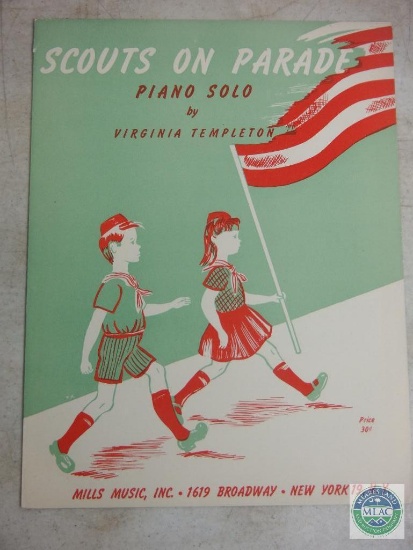 SCOUTS ON PARADE
PIANO SOLO
by
VIRGINIA TEMPLETON
Price
30¢
MILLS MUSIC, INC. • 1619 BROADWAY • NEW YORK
MLAC